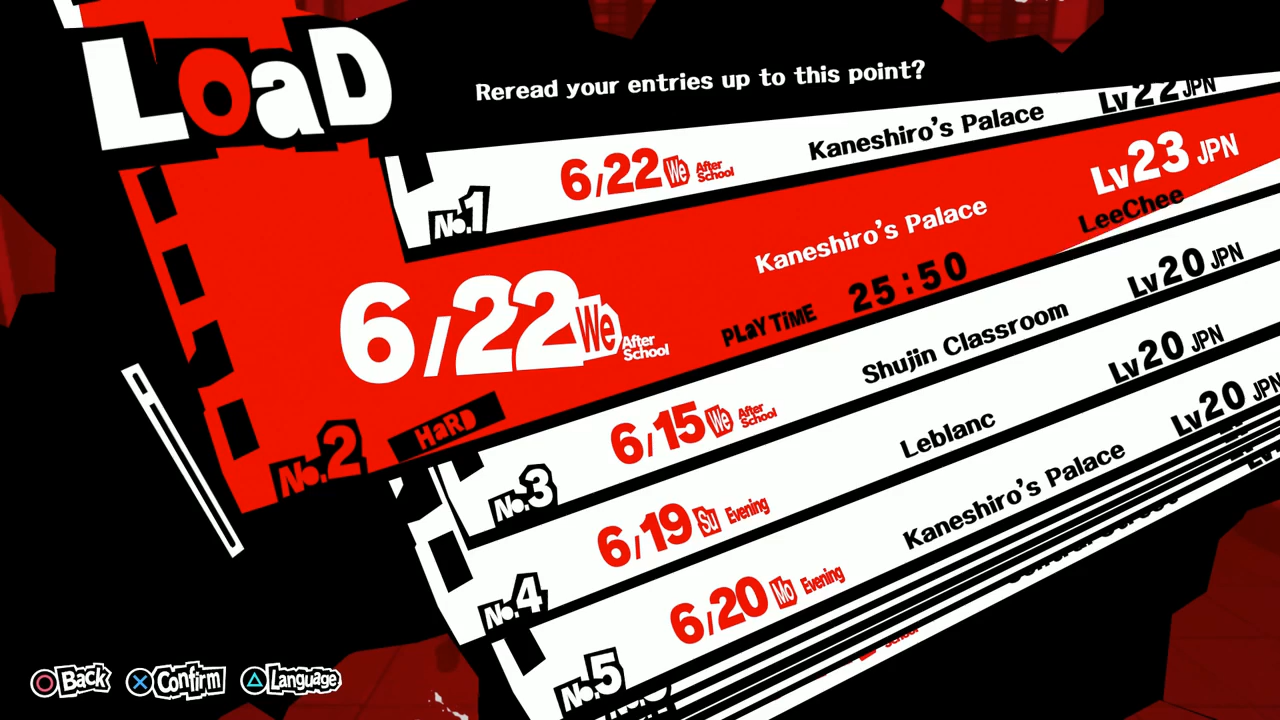 LoaD
Reread your entries up to this point?
No.1 6/22 We After School Kaneshiro's Palace Lv22 JPN
No.2 6/22 We After School Kaneshiro's Palace Lv23 JPN
HaRD PLaY TiME 25:50 LeeChee
No.3 6/15 We After School Shujin Classroom Lv20 JPN
No.4 6/19 Su Evening Leblanc Lv20 JPN
No.5 6/20 Mo Evening Kaneshiro's Palace Lv20 JPN
Back Confirm Language